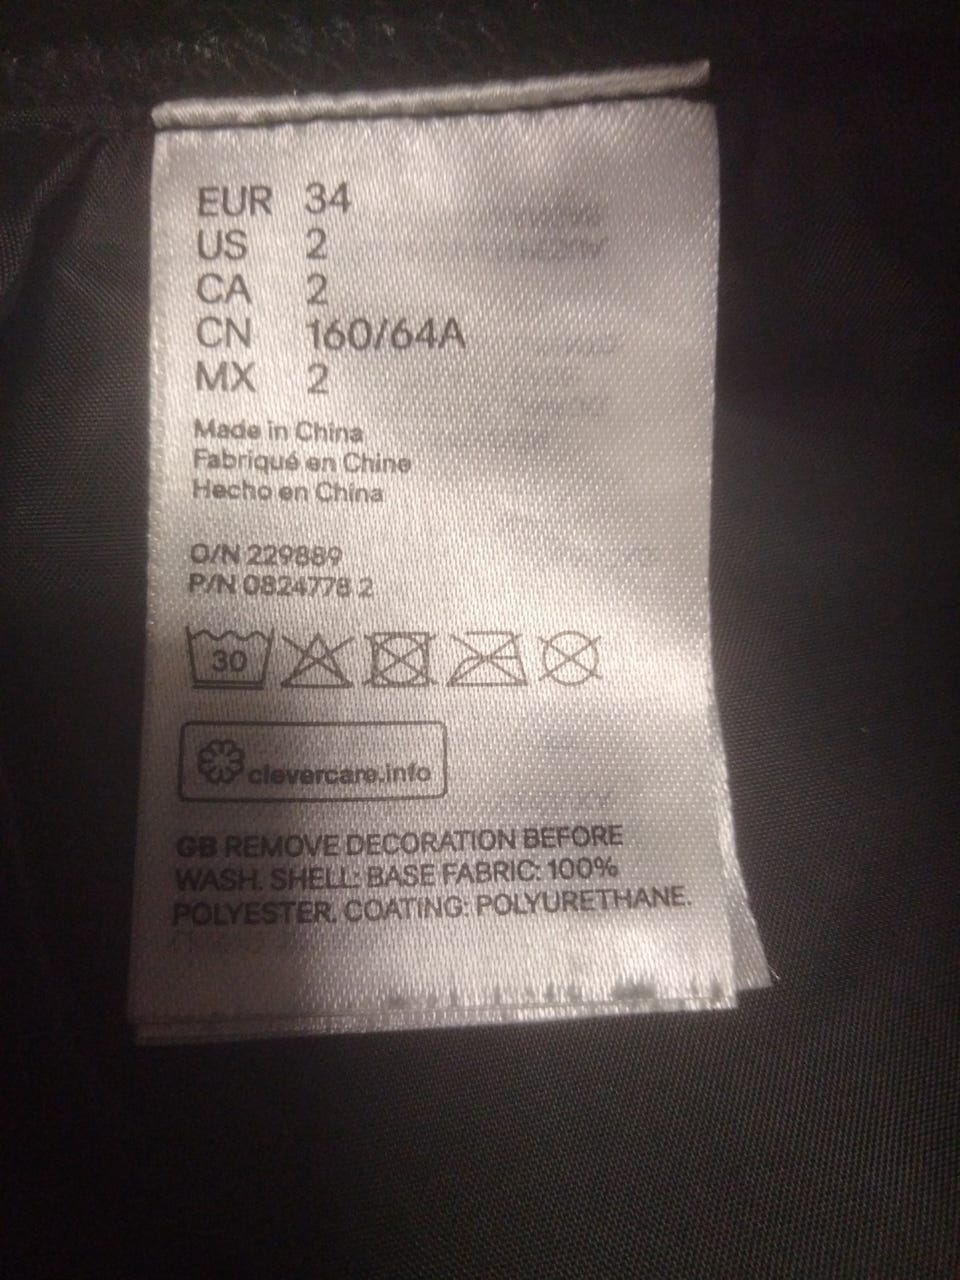 EUR 34
US 2
CA 2
CN 160/64A
MX 2
Made in China
Fabriqué en Chine
Hecho en China
O/N 229889
P/N 0824778 2
30
clevercare.info
GB REMOVE DECORATION BEFORE
WASH. SHELL: BASE FABRIC: 100%
POLYESTER. COATING: POLYURETHANE.